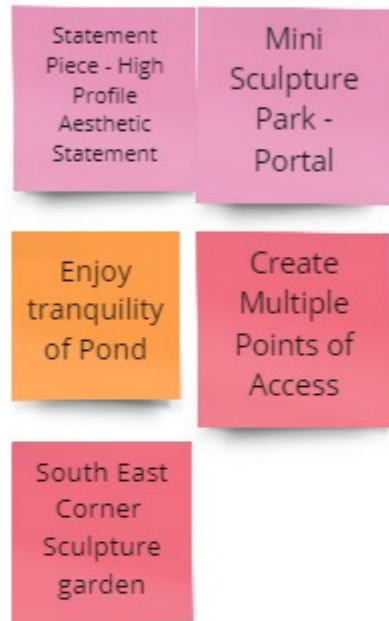 Statement
Piece - High
Profile
Aesthetic
Statement
Mini
Sculpture
Park -
Portal
Enjoy
tranquility
of Pond
Create
Multiple
Points of
Access
South East
Corner
Sculpture
garden